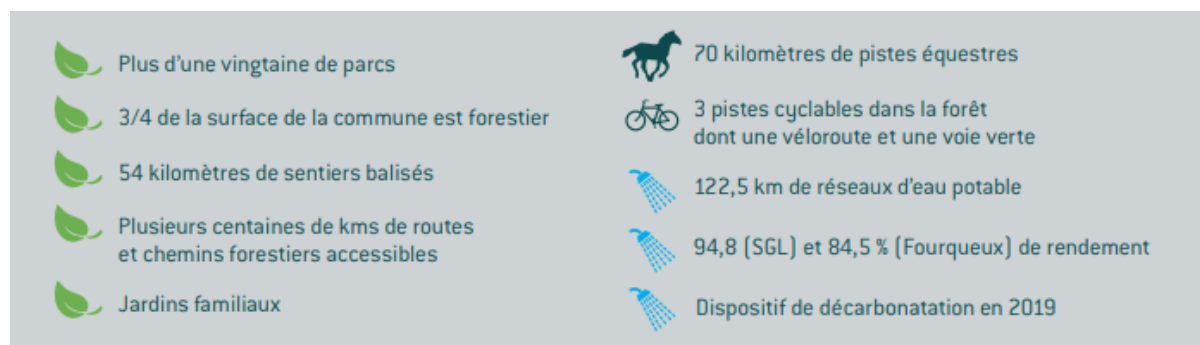 Plus d'une vingtaine de parcs
3/4 de la surface de la commune est forestier
54 kilomètres de sentiers balisés
Plusieurs centaines de kms de routes
et chemins forestiers accessibles
Jardins familiaux
70 kilomètres de pistes équestres
3 pistes cyclables dans la forêt
dont une véloroute et une voie verte
122,5 km de réseaux d'eau potable
94,8 (SGL) et 84,5 % (Fourqueux) de rendement
Dispositif de décarbonatation en 2019